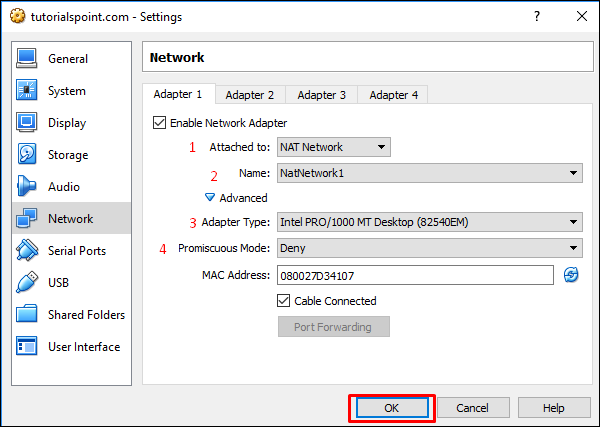 tutorialspoint.com - Settings ?
General
System
Display
Storage
Audio
Network
Serial Ports
USB
Shared Folders
User Interface
Network
Adapter 1 Adapter 2 Adapter 3 Adapter 4
Enable Network Adapter
1 Attached to: NAT Network
2 Name: NatNetwork1
Advanced
3 Adapter Type: Intel PRO/1000 MT Desktop (82540EM)
4 Promiscuous Mode: Deny
MAC Address: 080027D34107
Cable Connected
Port Forwarding
OK Cancel Help